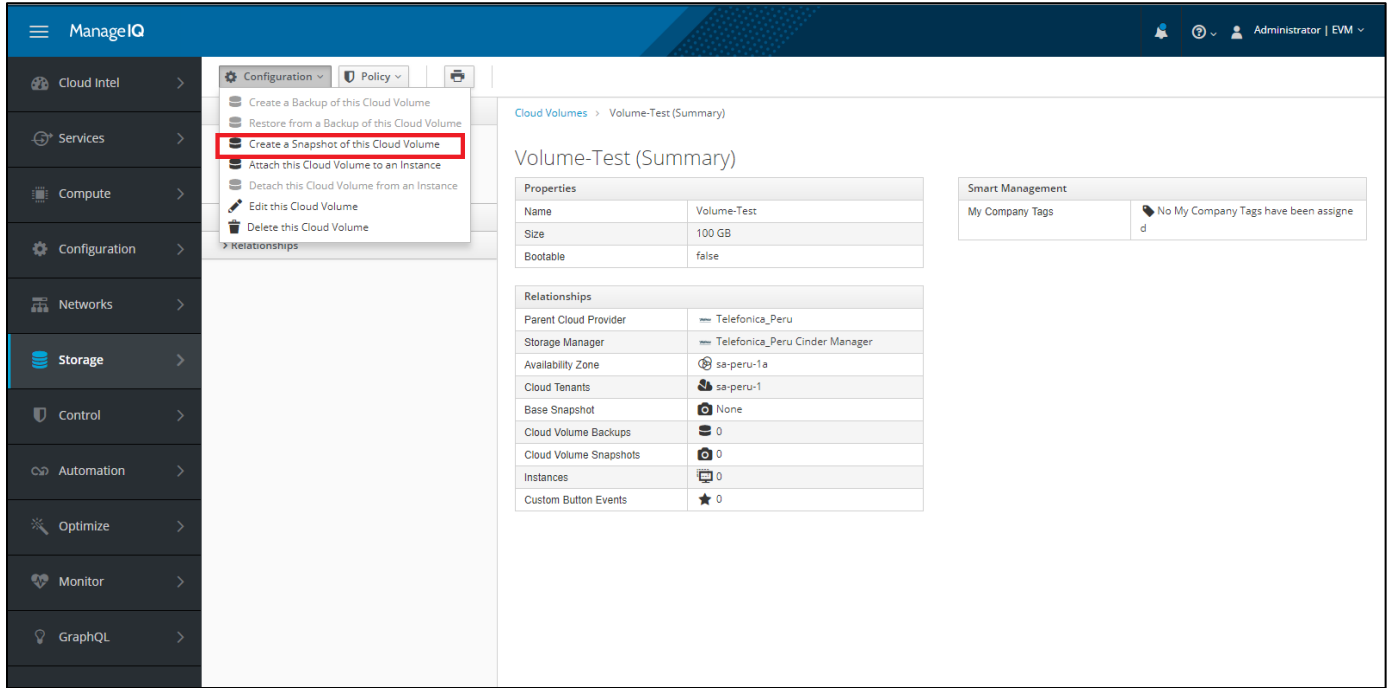 ManageIQ
Administrator | EVM
Cloud Intel
Services
Compute
Configuration
Networks
Storage
Control
Automation
Optimize
Monitor
GraphQL
Configuration
Policy
Create a Backup of this Cloud Volume
Restore from a Backup of this Cloud Volume
Create a Snapshot of this Cloud Volume
Attach this Cloud Volume to an Instance
Detach this Cloud Volume from an Instance
Edit this Cloud Volume
Delete this Cloud Volume
Relationships
Cloud Volumes > Volume-Test (Summary)
Volume-Test (Summary)
Properties
Name Volume-Test
Size 100 GB
Bootable false
Relationships
Parent Cloud Provider Telefonica_Peru
Storage Manager Telefonica_Peru Cinder Manager
Availability Zone sa-peru-1a
Cloud Tenants sa-peru-1
Base Snapshot None
Cloud Volume Backups 0
Cloud Volume Snapshots 0
Instances 0
Custom Button Events 0
Smart Management
My Company Tags No My Company Tags have been assigne
d